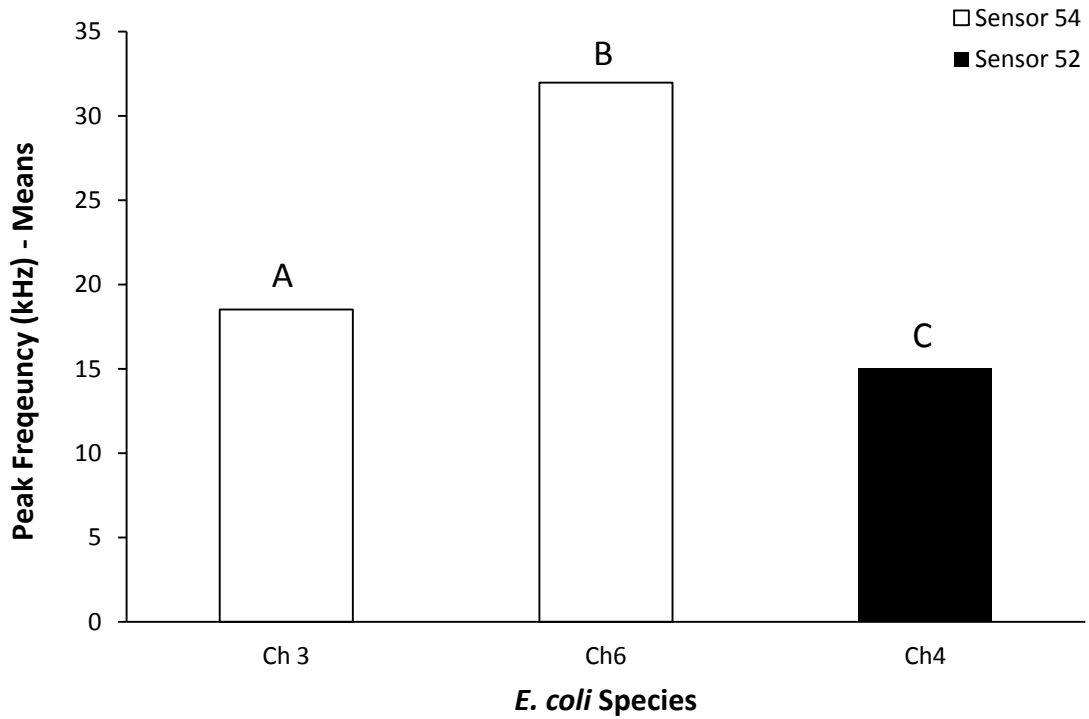 Sensor 54
Sensor 52
Peak Freqeuncy (kHz) - Means
35
30
25
20
15
10
5
0
A
B
C
Ch 3
Ch6
Ch4
E. coli Species